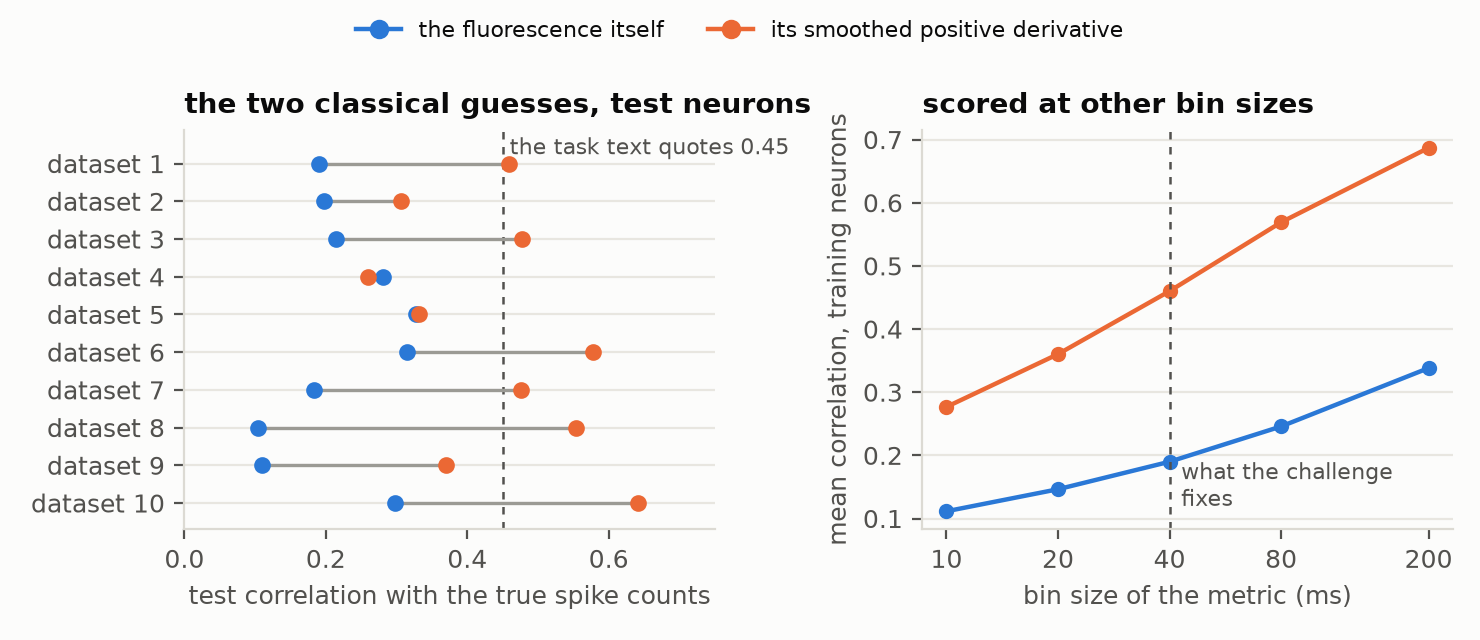 the fluorescence itself
its smoothed positive derivative
the two classical guesses, test neurons
the task text quotes 0.45
dataset 1
dataset 2
dataset 3
dataset 4
dataset 5
dataset 6
dataset 7
dataset 8
dataset 9
dataset 10
0.0 0.2 0.4 0.6
test correlation with the true spike counts
scored at other bin sizes
mean correlation, training neurons
0.7
0.6
0.5
0.4
0.3
0.2
0.1
what the challenge
fixes
10 20 40 80 200
bin size of the metric (ms)